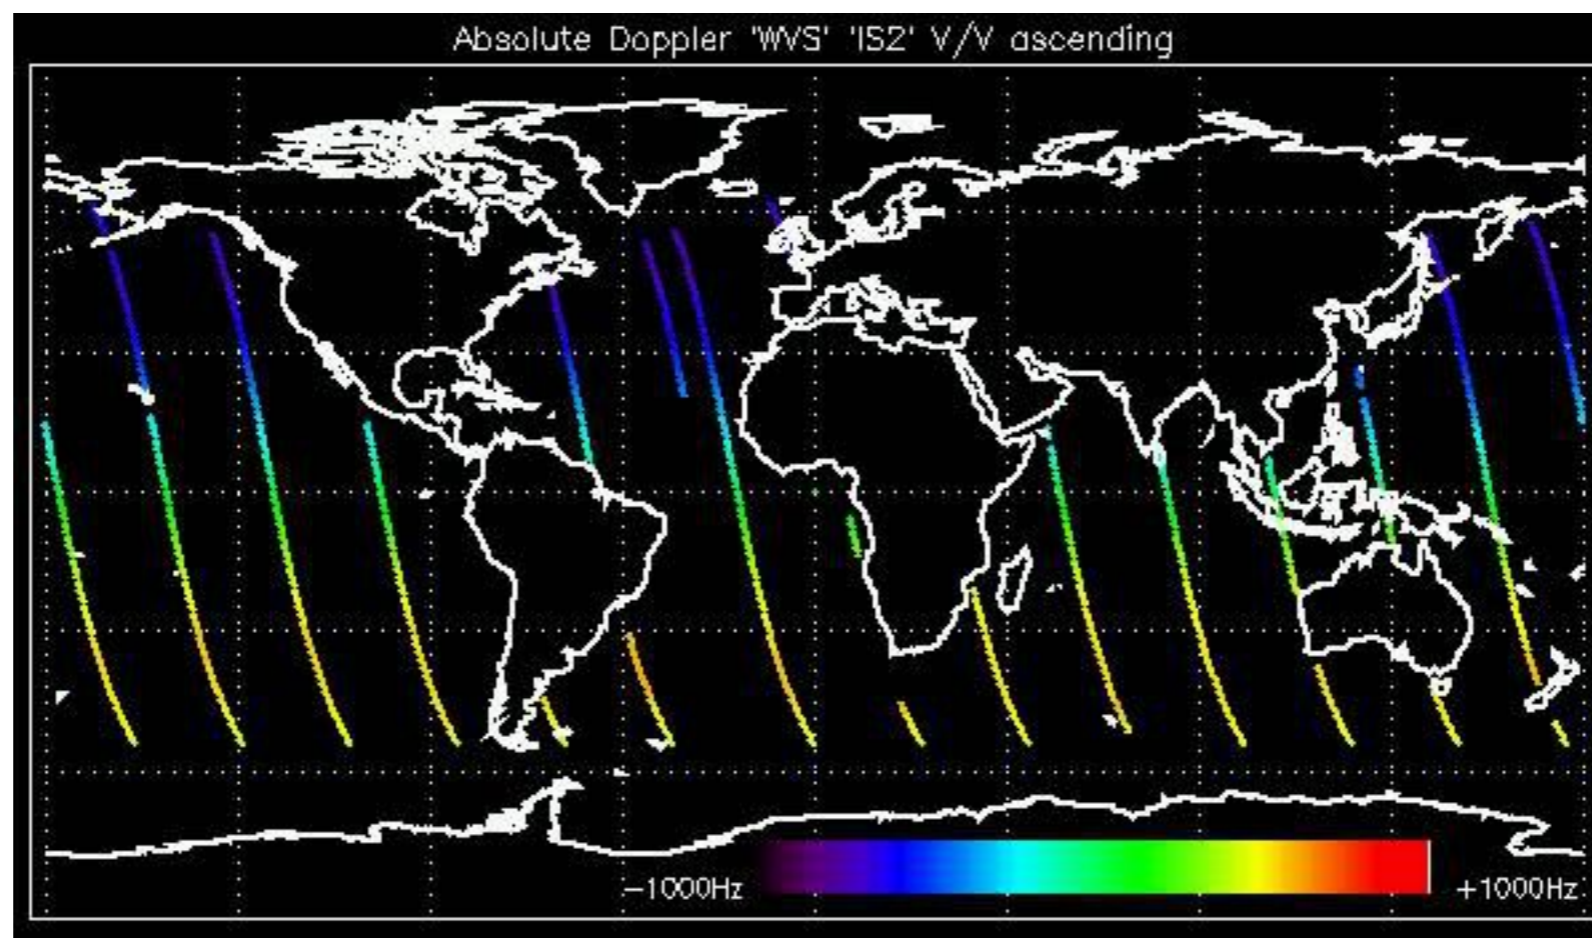 Absolute Doppler 'WVS' 'IS2' V/V ascending
-1000Hz +1000Hz